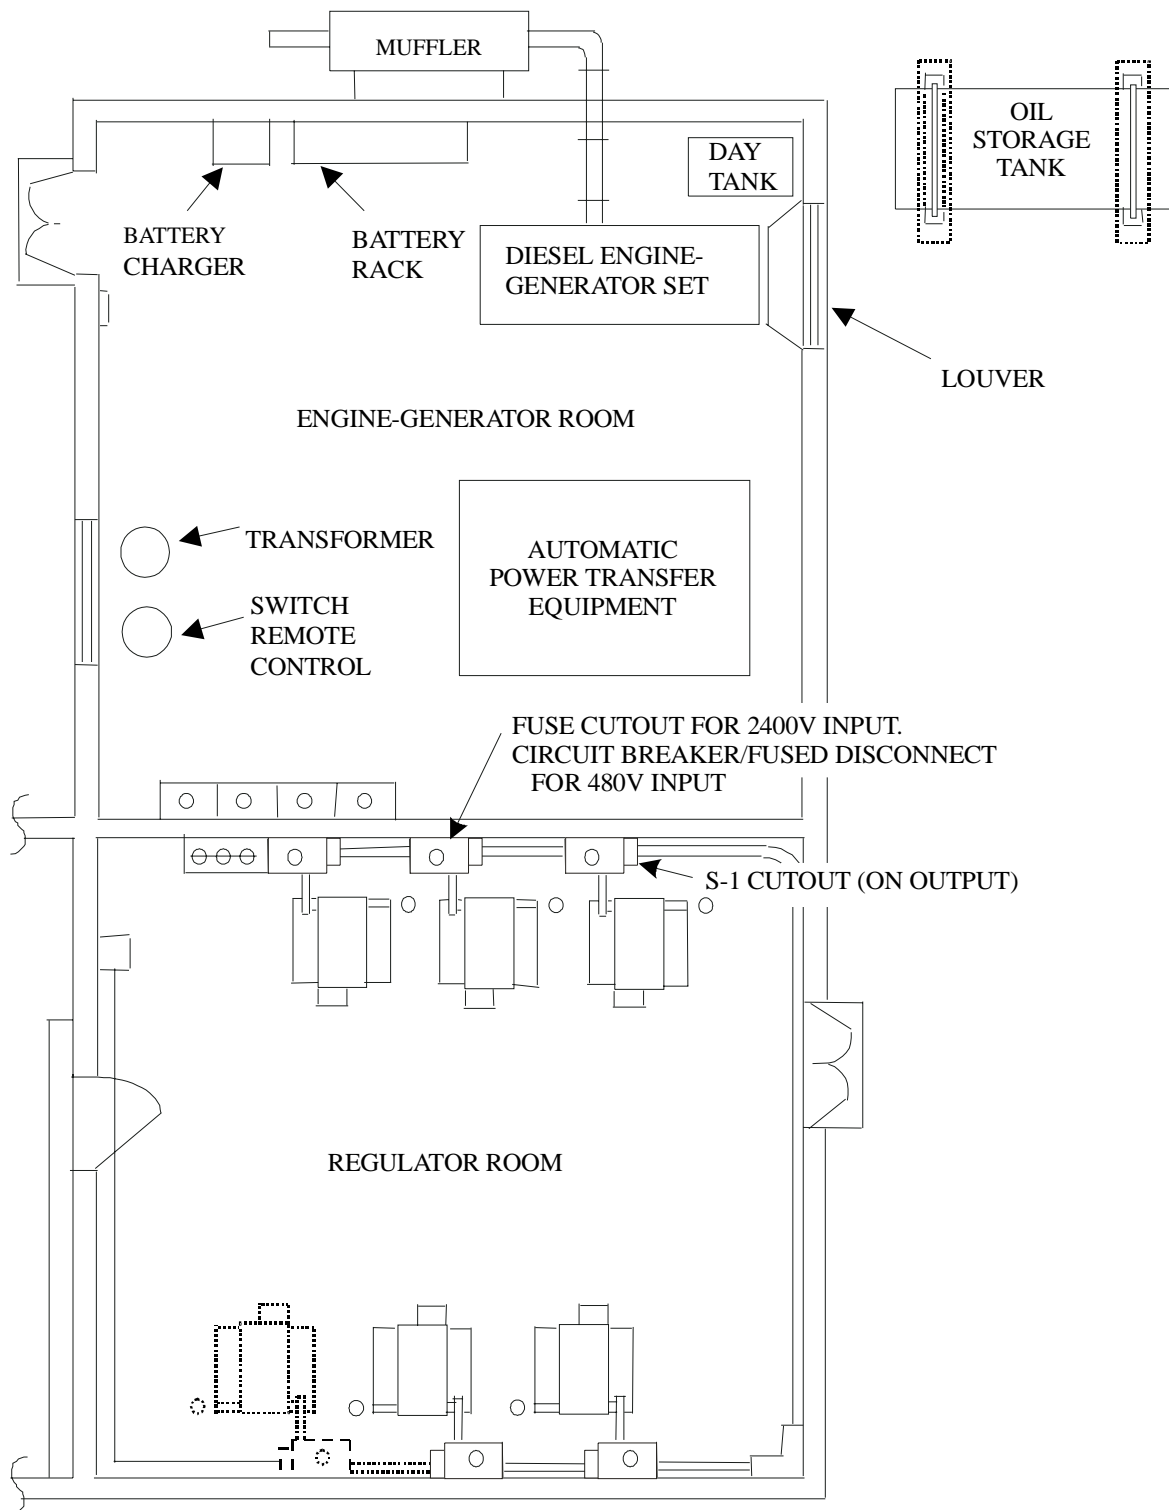 MUFFLER
OIL
STORAGE
TANK
DAY
TANK
BATTERY
CHARGER
BATTERY
RACK
DIESEL ENGINE-
GENERATOR SET
LOUVER
ENGINE-GENERATOR ROOM
TRANSFORMER
AUTOMATIC
POWER TRANSFER
EQUIPMENT
SWITCH
REMOTE
CONTROL
FUSE CUTOUT FOR 2400V INPUT.
CIRCUIT BREAKER/FUSED DISCONNECT
FOR 480V INPUT
S-1 CUTOUT (ON OUTPUT)
REGULATOR ROOM